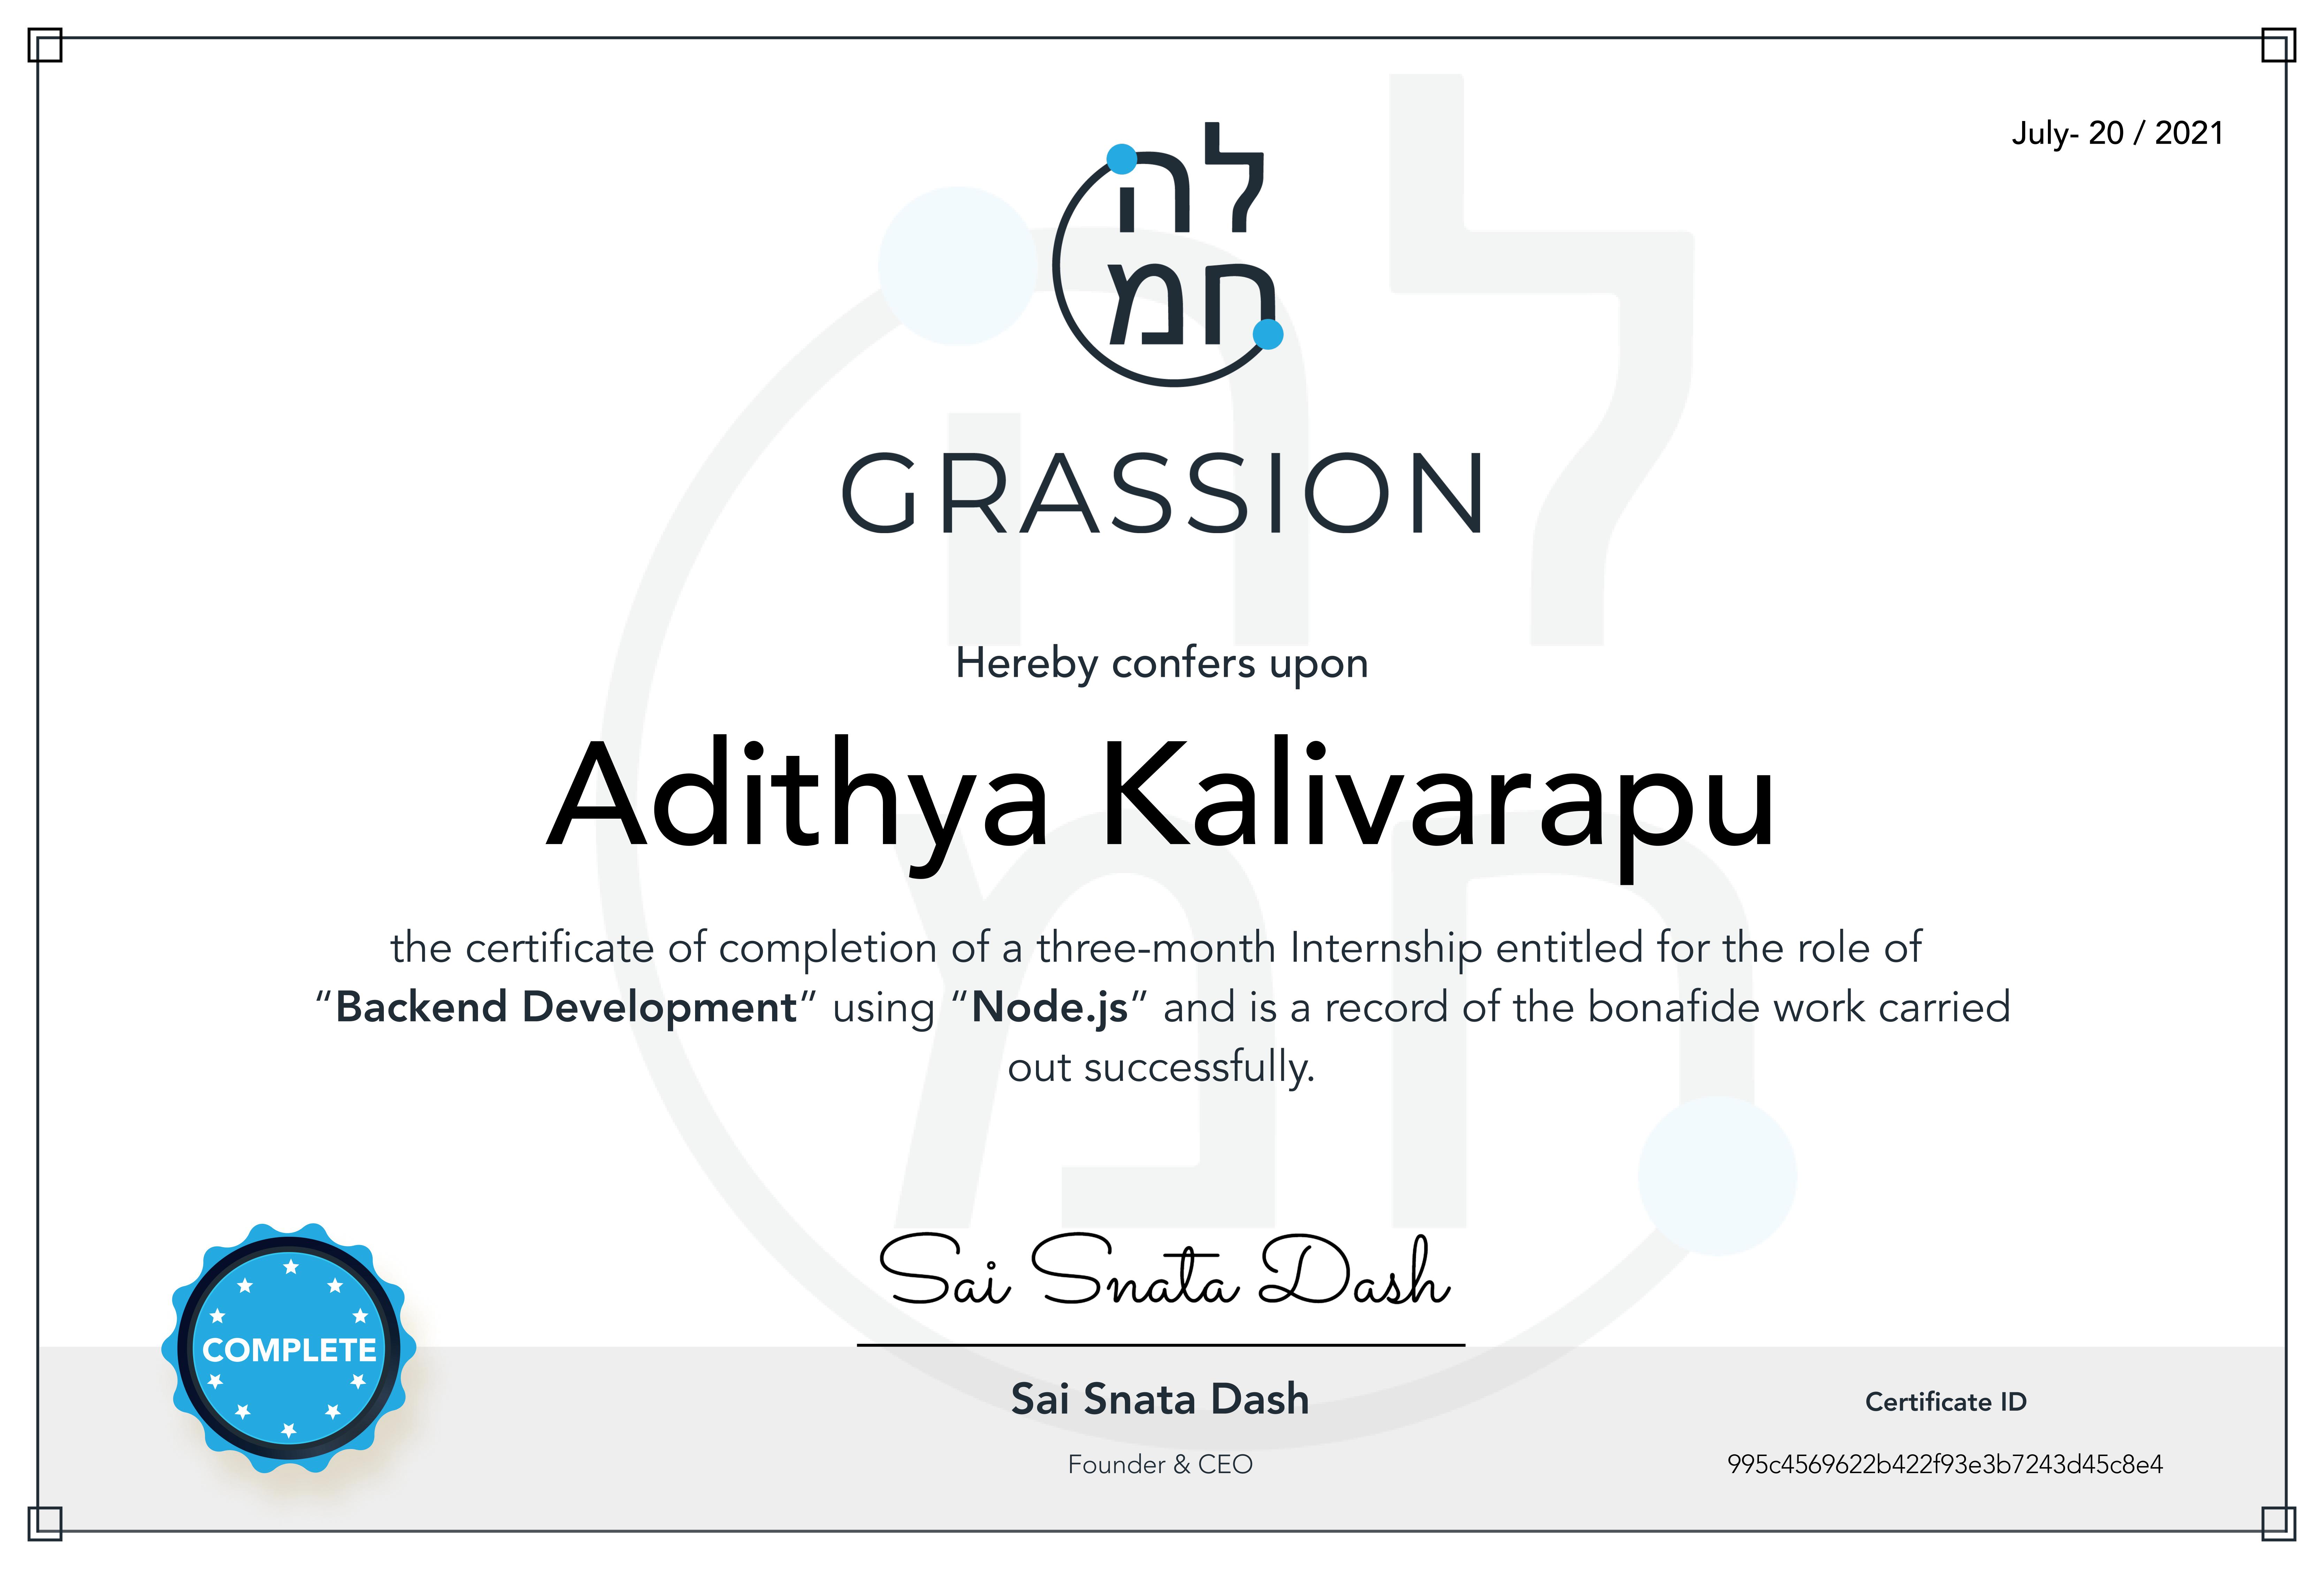 July- 20 / 2021
לה
חמ
GRASSION
Hereby confers upon
Adithya Kalivarapu
the certificate of completion of a three-month Internship entitled for the role of
“Backend Development” using “Node.js” and is a record of the bonafide work carried
out successfully.
Sai Snata Dash
COMPLETE
Sai Snata Dash
Founder & CEO
Certificate ID
995c4569622b422f93e3b7243d45c8e4